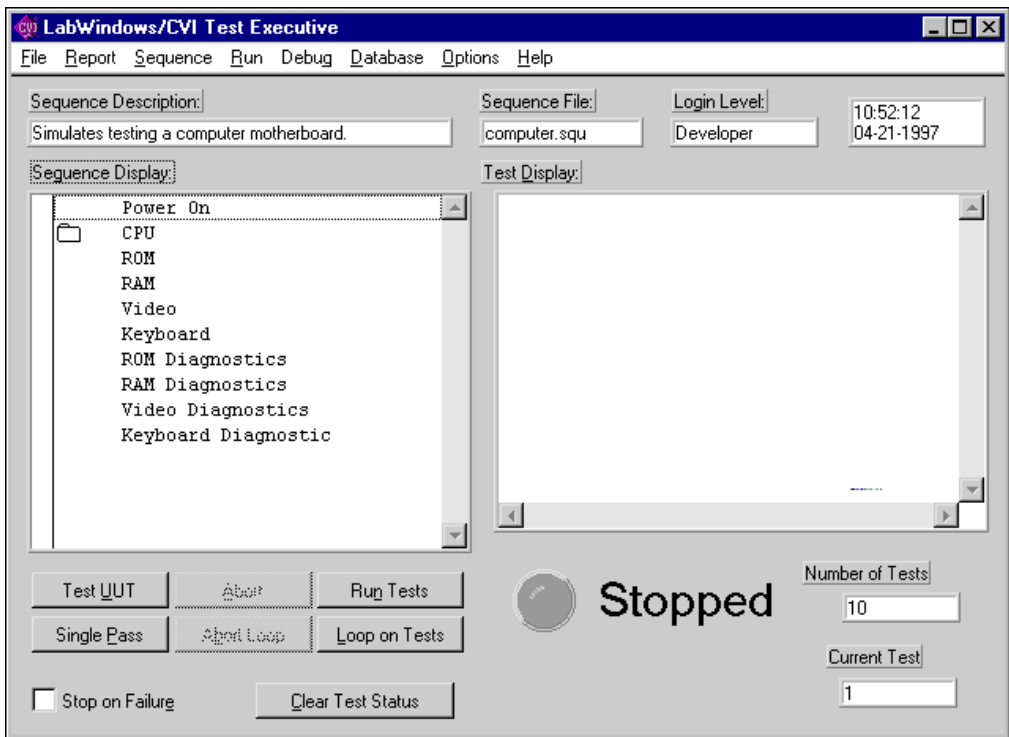 CVI LabWindows/CVI Test Executive
File Report Sequence Run Debug Database Options Help
Sequence Description:
Simulates testing a computer motherboard.
Sequence File:
computer.squ
Login Level:
Developer
10:52:12
04-21-1997
Sequence Display:
Power On
CPU
ROM
RAM
Video
Keyboard
ROM Diagnostics
RAM Diagnostics
Video Diagnostics
Keyboard Diagnostic
Test Display:
Test UUT Abort Run Tests
Single Pass Abort Loop Loop on Tests
Stop on Failure Clear Test Status
Stopped
Number of Tests
10
Current Test
1